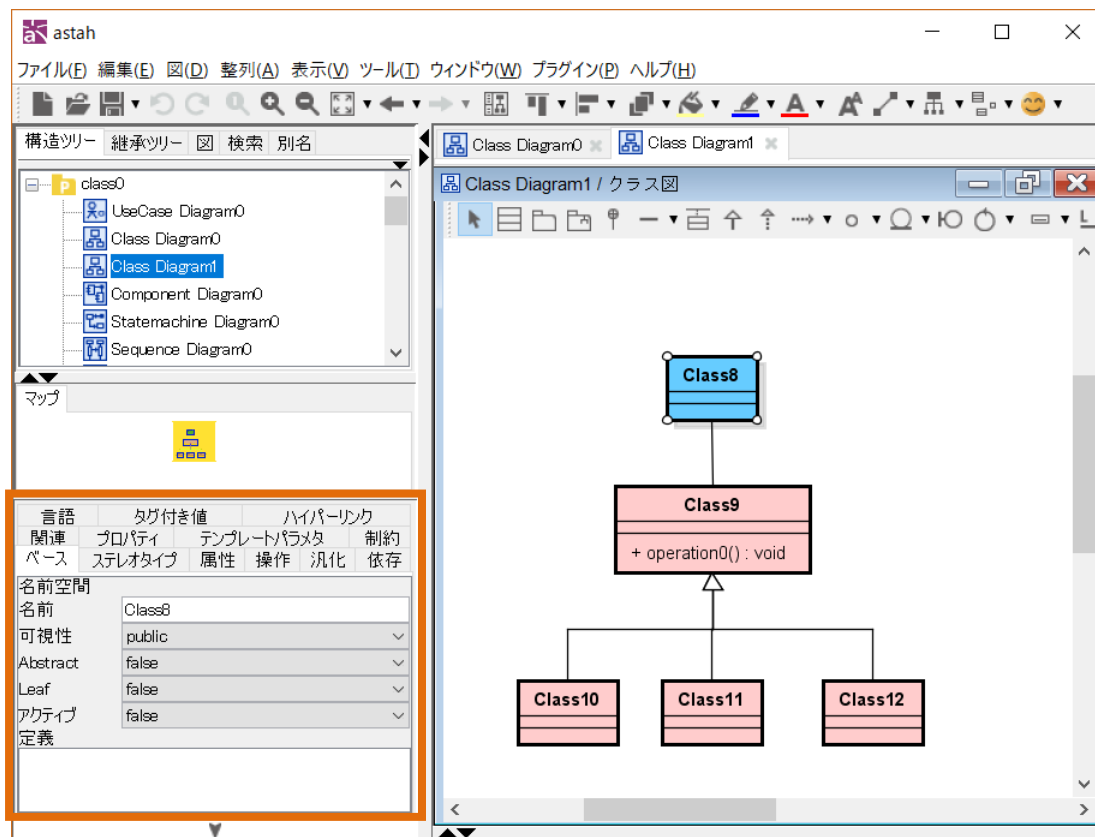 astah
ファイル(F) 編集(E) 図(D) 整列(A) 表示(V) ツール(T) ウィンドウ(W) プラグイン(P) ヘルプ(H)
構造ツリー 継承ツリー 図 検索 別名
class0
UseCase Diagram0
Class Diagram0
Class Diagram1
Component Diagram0
Statemachine Diagram0
Sequence Diagram0
マップ
言語 タグ付き値 ハイパーリンク
関連 プロパティ テンプレートパラメタ 制約
ベース ステレオタイプ 属性 操作 汎化 依存
名前空間
名前 Class8
可視性 public
Abstract false
Leaf false
アクティブ false
定義
Class Diagram0 Class Diagram1
Class Diagram1 / クラス図
Class8
Class9
+ operation0() : void
Class10 Class11 Class12